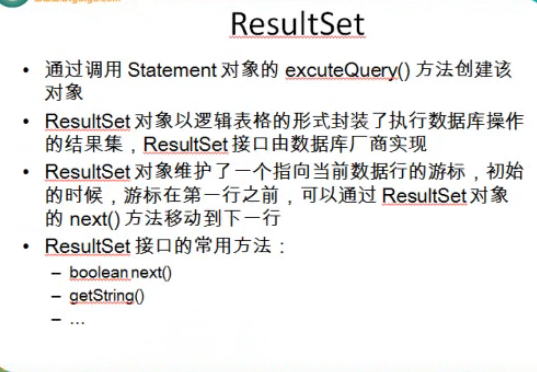 ResultSet
• 通过调用 Statement 对象的 excuteQuery() 方法创建该
对象
• ResultSet 对象以逻辑表格的形式封装了执行数据库操作
的结果集，ResultSet 接口由数据库厂商实现
• ResultSet 对象维护了一个指向当前数据行的游标，初始
的时候，游标在第一行之前，可以通过 ResultSet 对象
的 next() 方法移动到下一行
• ResultSet 接口的常用方法：
– boolean next()
– getString()
– …